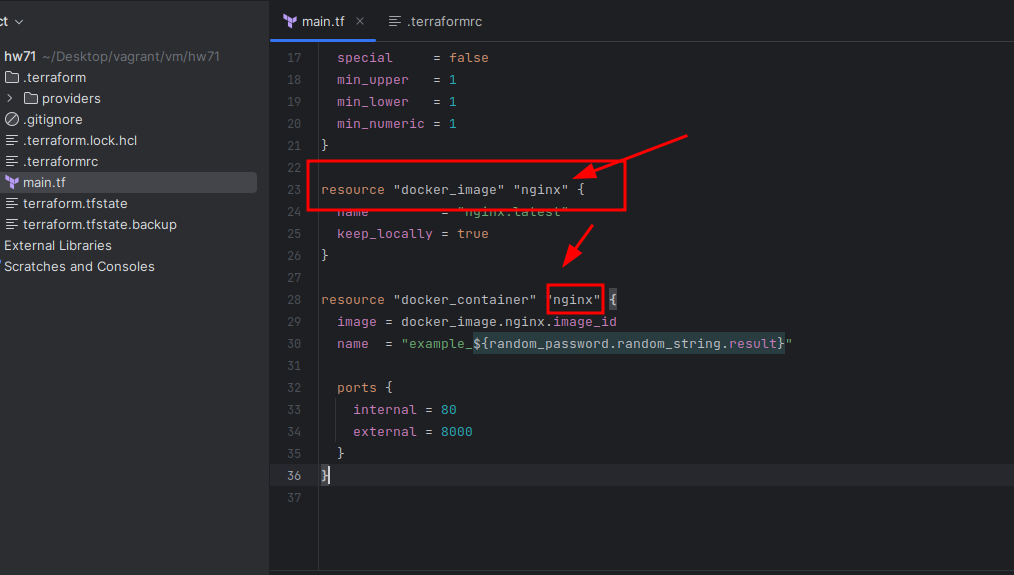 ct
main.tf
.terraformrc
hw71 ~/Desktop/vagrant/vm/hw71
.terraform
providers
.gitignore
.terraform.lock.hcl
.terraformrc
main.tf
terraform.tfstate
terraform.tfstate.backup
External Libraries
Scratches and Consoles
17 special = false
18 min_upper = 1
19 min_lower = 1
20 min_numeric = 1
21 }
22
23 resource "docker_image" "nginx" {
24 name = "nginx:latest"
25 keep_locally = true
26 }
27
28 resource "docker_container" "nginx" {
29 image = docker_image.nginx.image_id
30 name = "example_${random_password.random_string.result}"
31
32 ports {
33 internal = 80
34 external = 8000
35 }
36 }
37